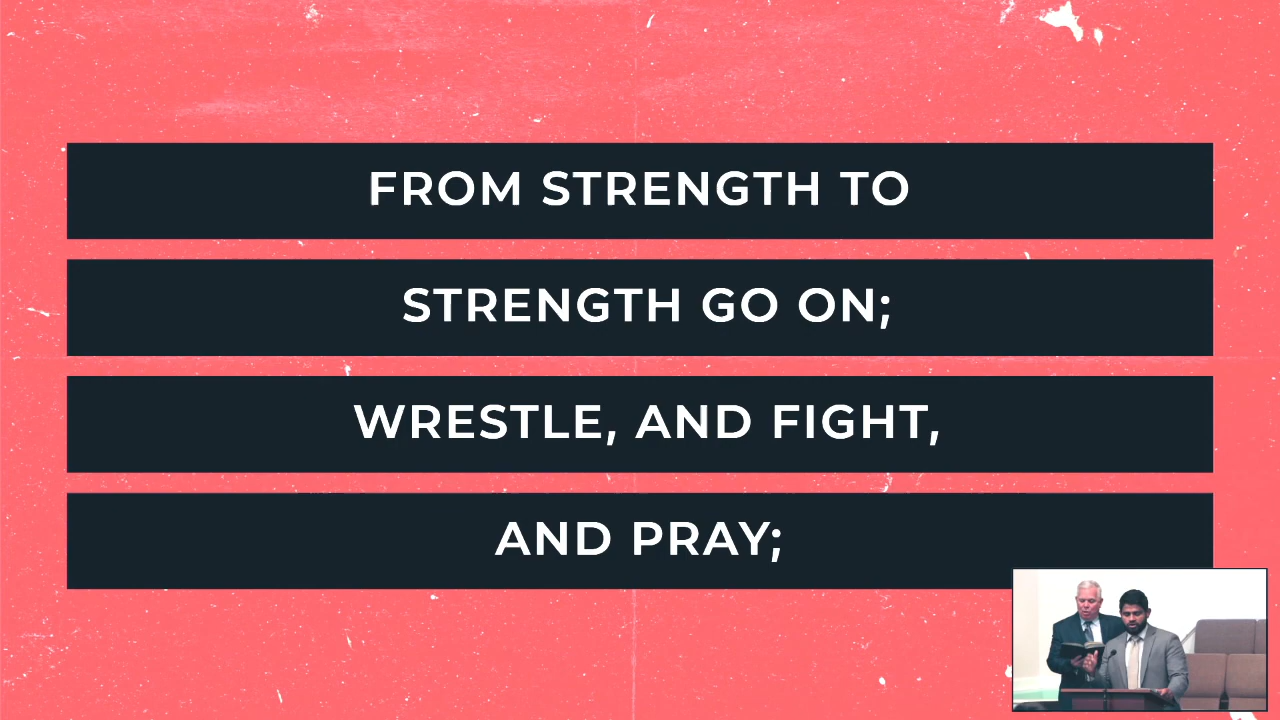 FROM STRENGTH TO
STRENGTH GO ON;
WRESTLE, AND FIGHT,
AND PRAY;